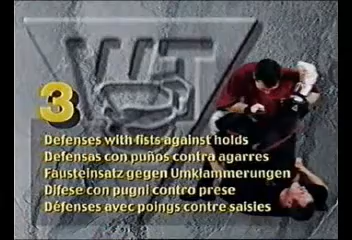 WT
3
Defenses with fists against holds
Defensas con puños contra agarres
Fausteinsatz gegen Umklammerungen
Difese con pugni contro prese
Défenses avec poings contre saisies